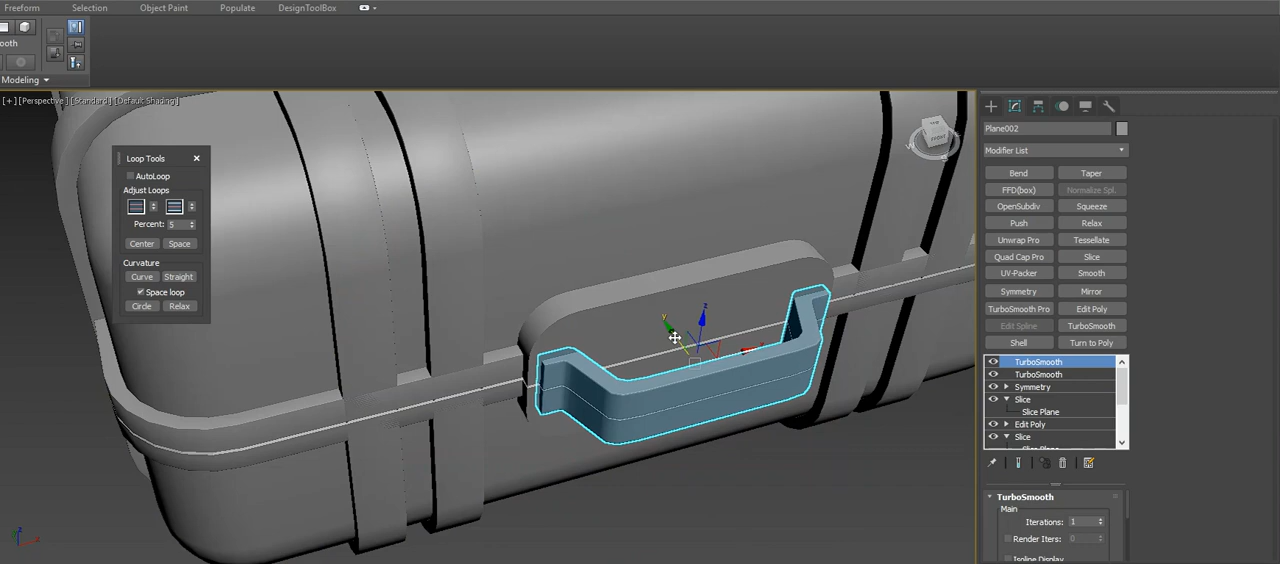 Freeform Selection Object Paint Populate DesignToolBox
ooth
Modeling
[+] [Perspective] [Standard] [Default Shading]
Loop Tools
AutoLoop
Adjust Loops
Percent: 5
Center Space
Curvature
Curve Straight
Space loop
Circle Relax
y
z
FRONT
z
x
Plane002
Modifier List
Bend Taper
FFD(box) Normalize Spl.
OpenSubdiv Squeeze
Push Relax
Unwrap Pro Tessellate
Quad Cap Pro Slice
UV-Packer Smooth
Symmetry Mirror
TurboSmooth Pro Edit Poly
Edit Spline TurboSmooth
Shell Turn to Poly
TurboSmooth
TurboSmooth
Symmetry
Slice
Slice Plane
Edit Poly
Slice
Slice Plane
TurboSmooth
Main
Iterations: 1
Render Iters: 0
Isoline Display